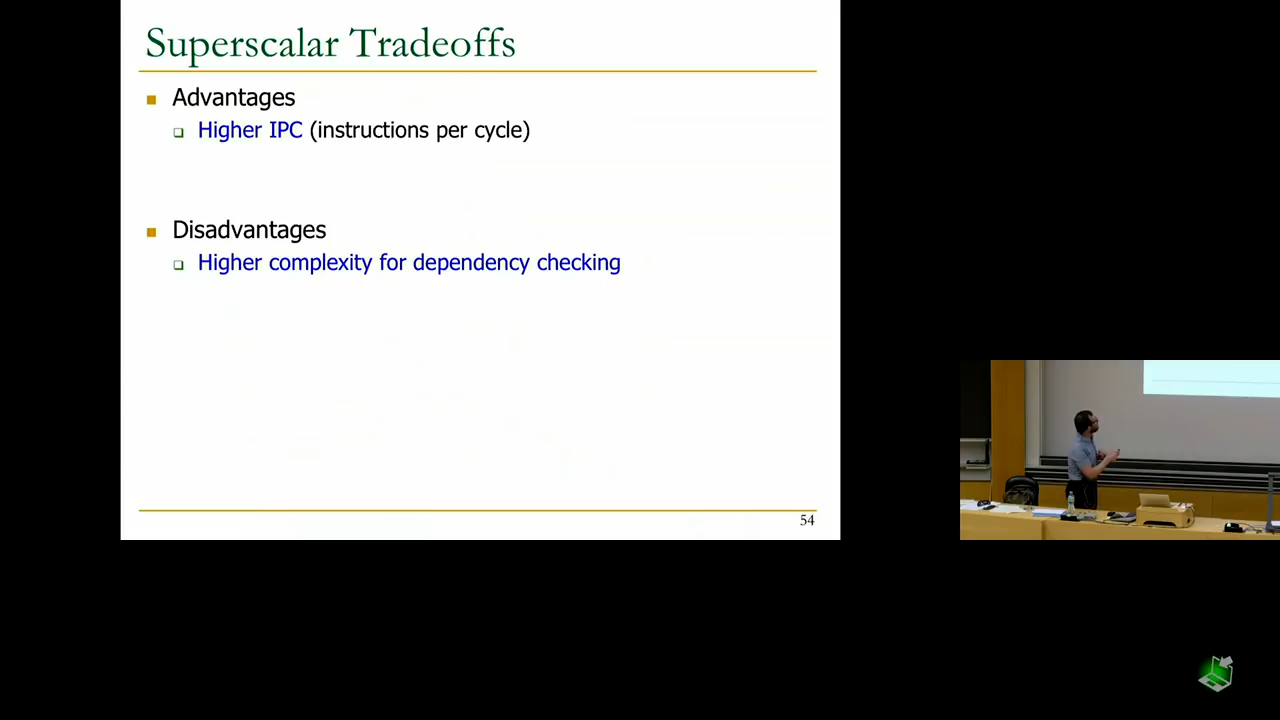 Superscalar Tradeoffs
Advantages
Higher IPC (instructions per cycle)
Disadvantages
Higher complexity for dependency checking
54